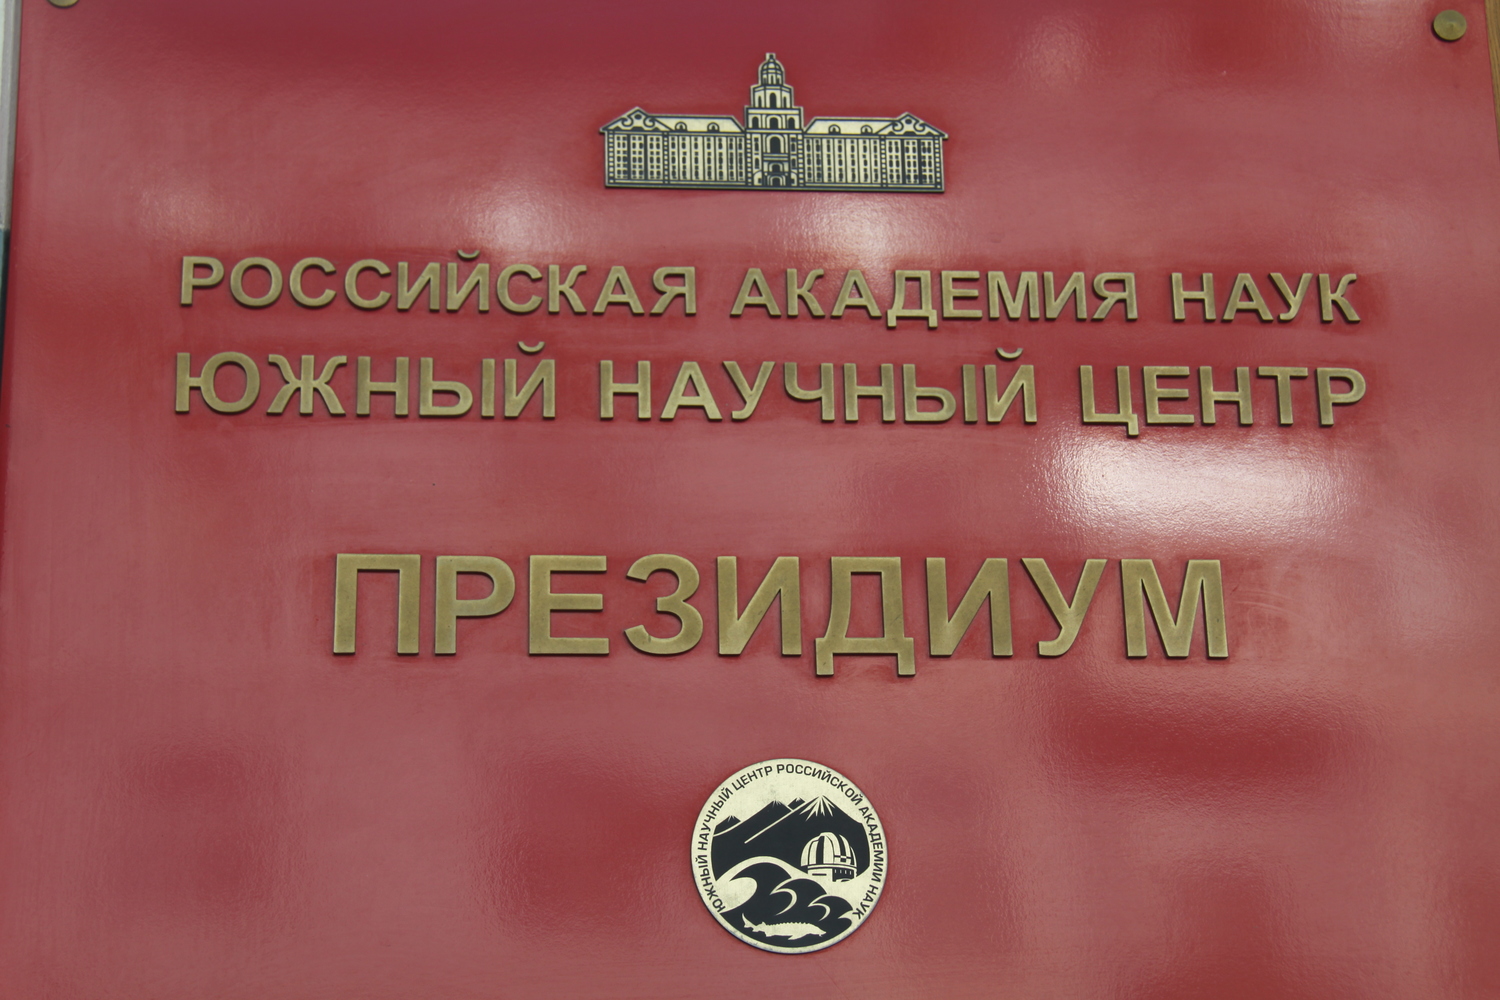 РОССИЙСКАЯ АКАДЕМИЯ НАУК
ЮЖНЫЙ НАУЧНЫЙ ЦЕНТР
ПРЕЗИДИУМ
ЮЖНЫЙ НАУЧНЫЙ ЦЕНТР РОССИЙСКОЙ АКАДЕМИИ НАУК